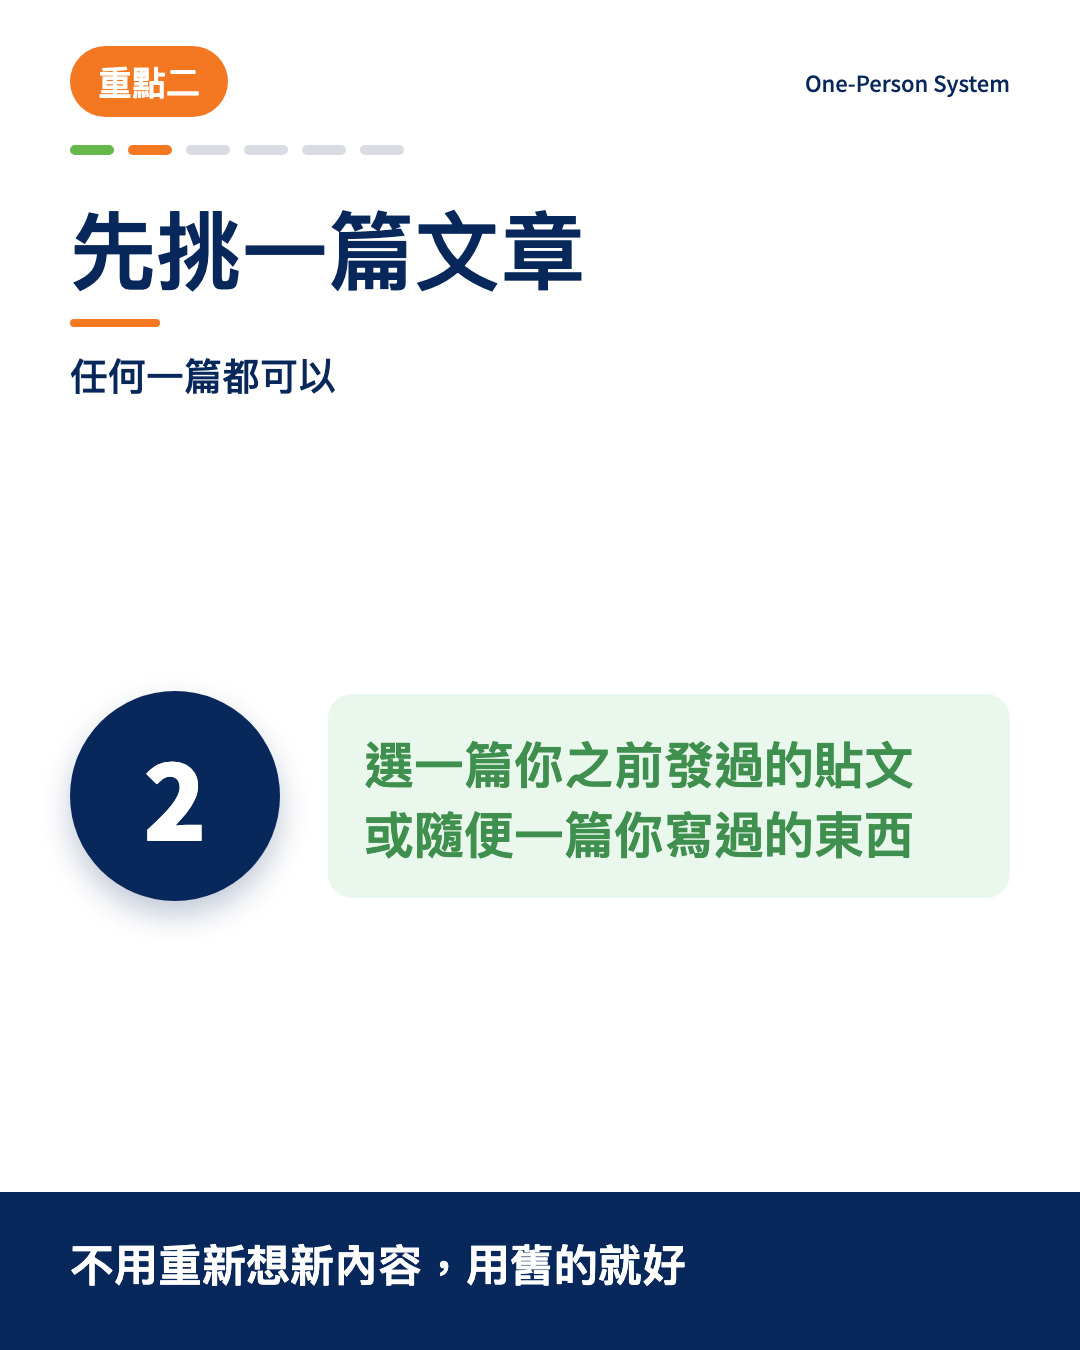 重點二
One-Person System
先挑一篇文章
任何一篇都可以
2
選一篇你之前發過的貼文
或隨便一篇你寫過的東西
不用重新想新內容，用舊的就好